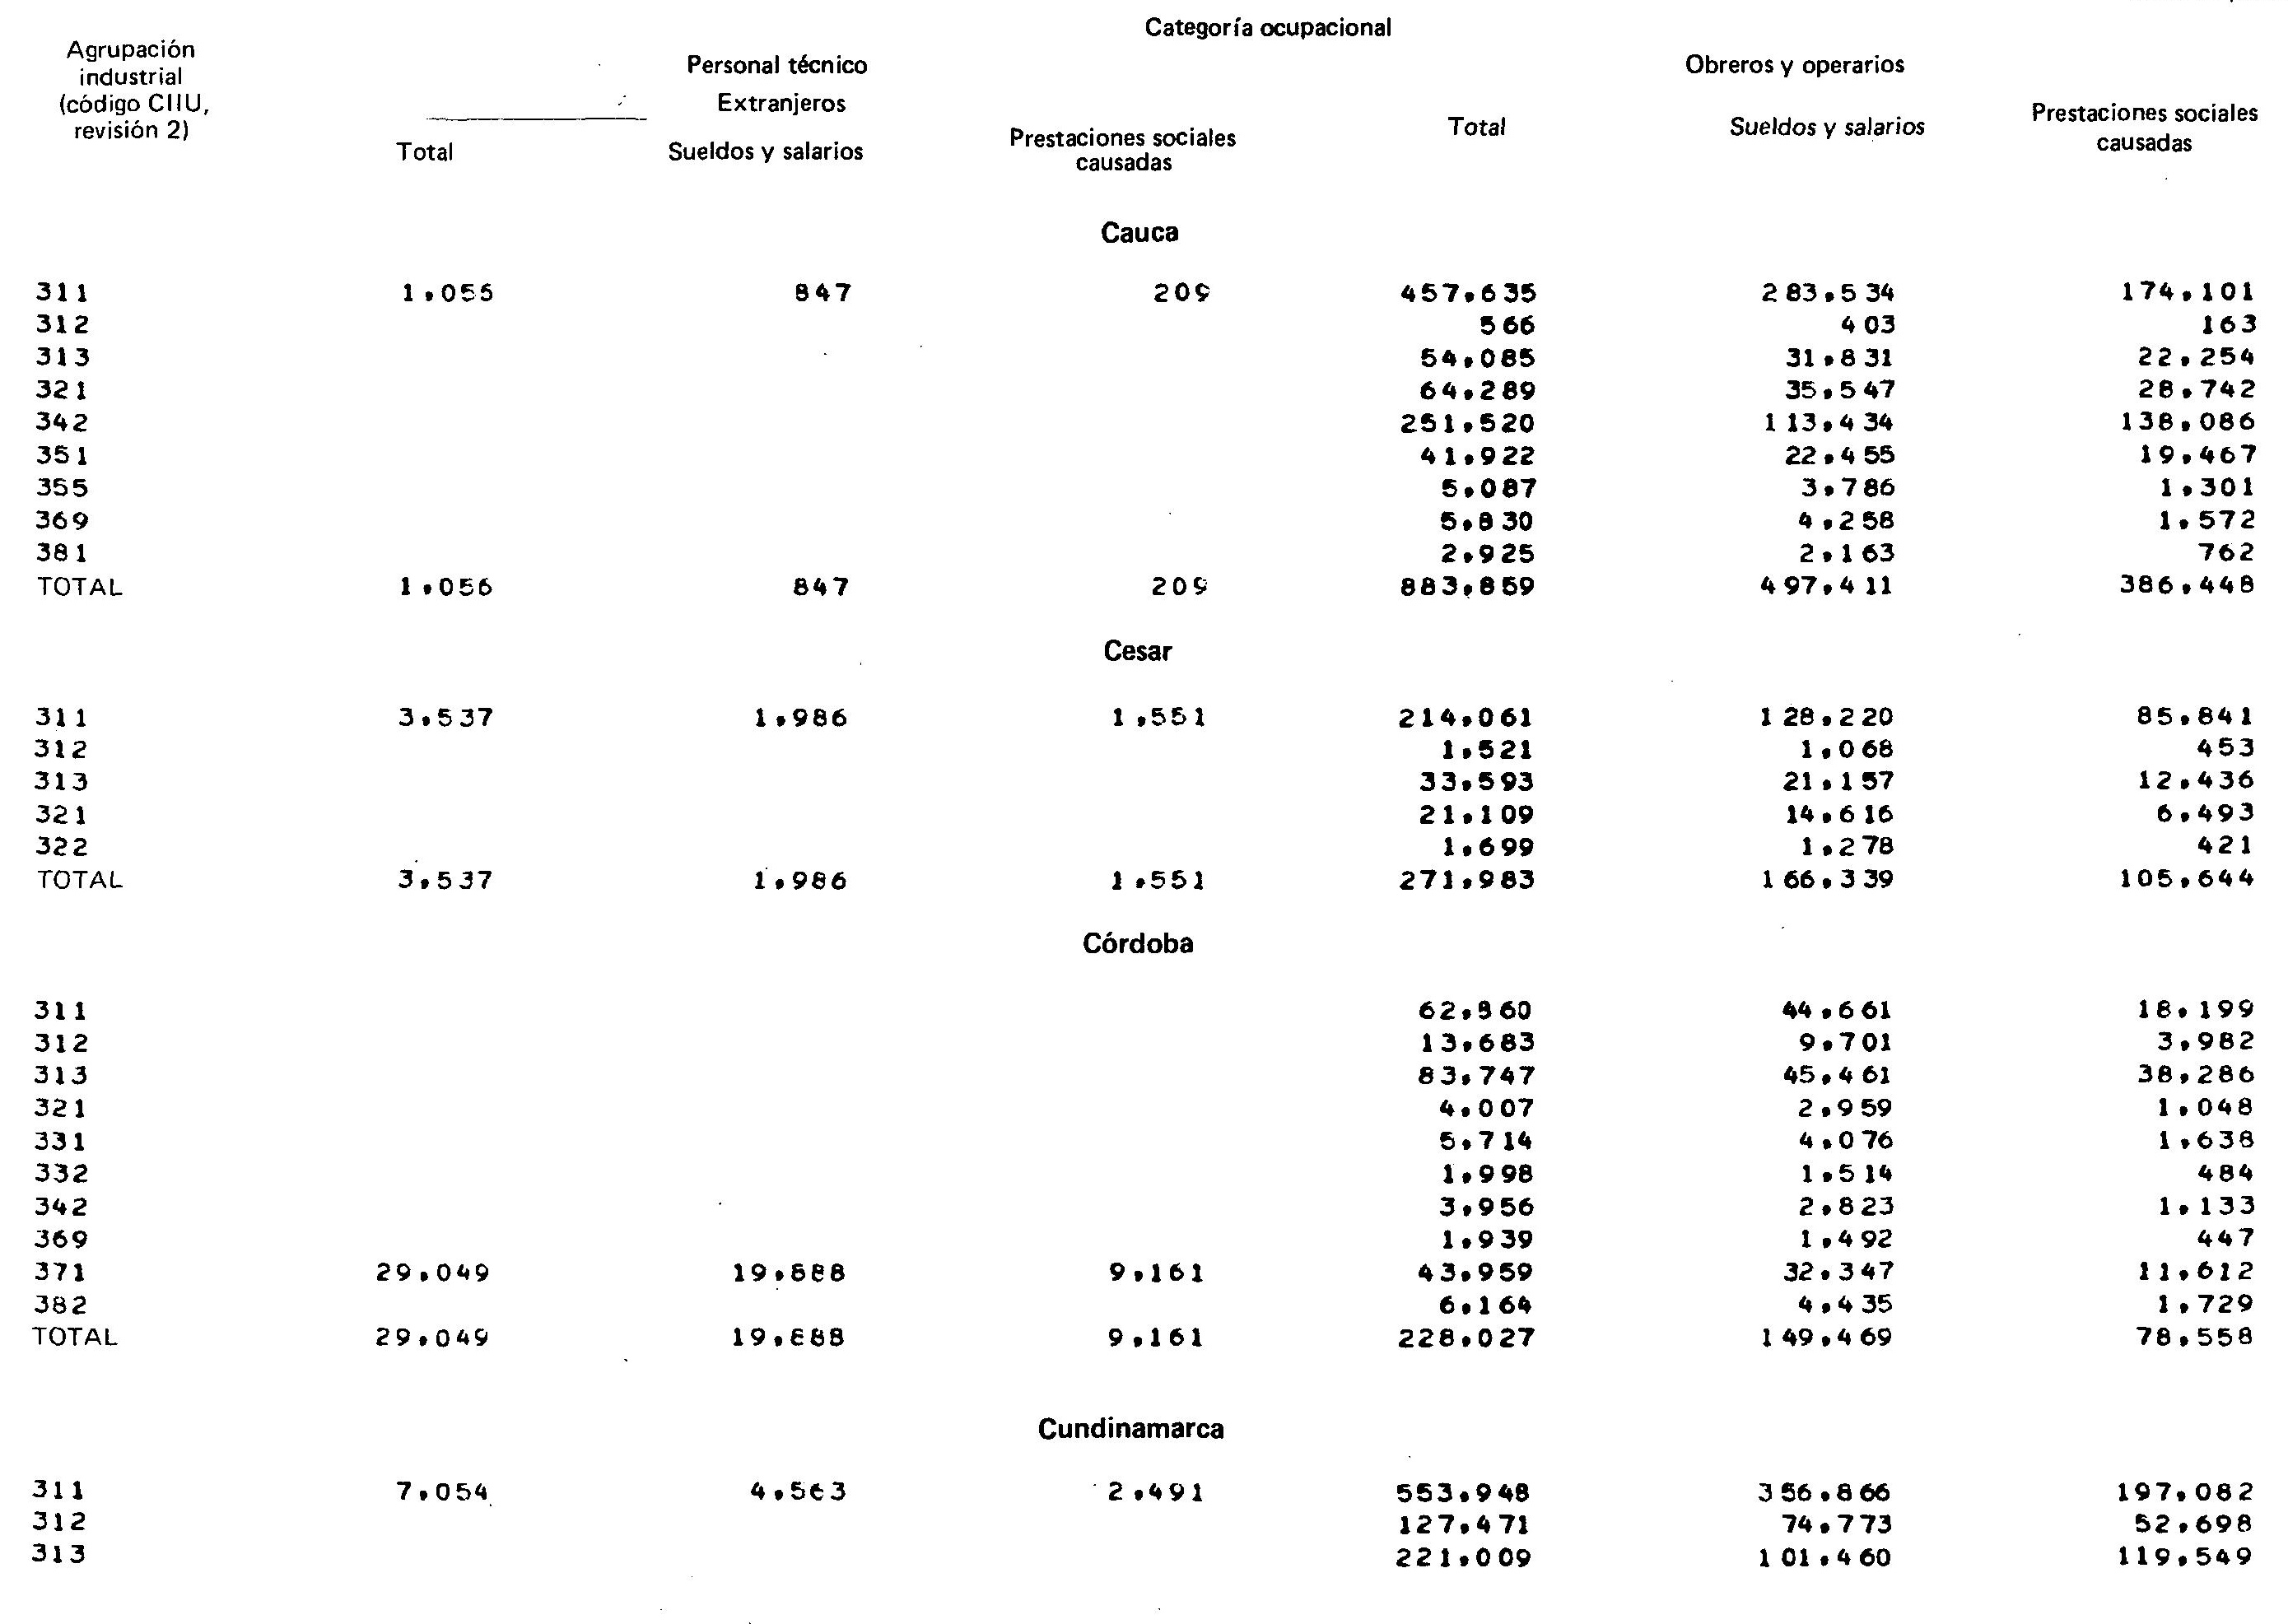 Categoría ocupacional
Agrupación industrial (código CIIU, revisión 2)
Personal técnico
Obreros y operarios
Extranjeros
Total Sueldos y salarios Prestaciones sociales causadas Total Sueldos y salarios Prestaciones sociales causadas
Cauca
311 1,056 847 209 457,635 283,534 174,101
312 566 403 163
313 54,085 31,831 22,254
321 64,289 35,547 28,742
342 251,520 113,434 138,086
351 41,922 22,455 19,467
355 5,087 3,786 1,301
369 5,830 4,258 1,572
381 2,925 2,163 762
TOTAL 1,056 847 209 883,859 497,411 386,448
Cesar
311 3,537 1,986 1,551 214,061 128,220 85,841
312 1,521 1,068 453
313 33,593 21,157 12,436
321 21,109 14,616 6,493
322 1,699 1,278 421
TOTAL 3,537 1,986 1,551 271,983 166,339 105,644
Córdoba
311 62,860 44,661 18,199
312 13,683 9,701 3,982
313 83,747 45,461 38,286
321 4,007 2,959 1,048
331 5,714 4,076 1,638
332 1,998 1,514 484
342 3,956 2,823 1,133
369 1,939 1,492 447
371 29,049 19,888 9,161 43,959 32,347 11,612
382 6,164 4,435 1,729
TOTAL 29,049 19,888 9,161 228,027 149,469 78,558
Cundinamarca
311 7,054 4,563 2,491 553,948 356,866 197,082
312 127,471 74,773 52,698
313 221,009 101,460 119,549